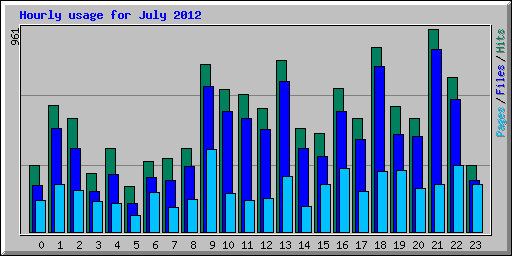 Hourly usage for July 2012
961
Pages / Files / Hits
0 1 2 3 4 5 6 7 8 9 10 11 12 13 14 15 16 17 18 19 20 21 22 23